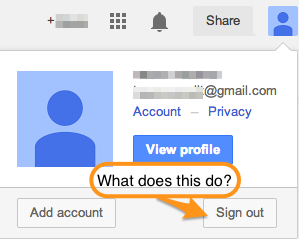 +
Share
@gmail.com
Account – Privacy
View profile
What does this do?
Add account
Sign out